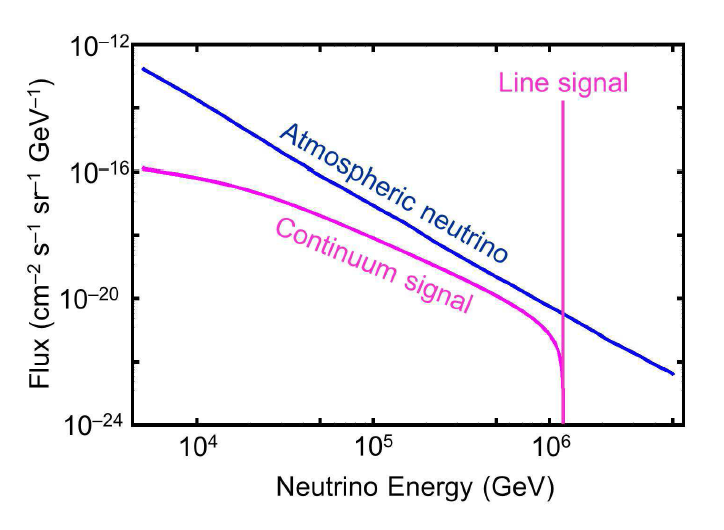 10⁻¹²
Line signal
Atmospheric neutrino
10⁻¹⁶
Continuum signal
10⁻²⁰
10⁻²⁴
Flux (cm⁻² s⁻¹ sr⁻¹ GeV⁻¹)
10⁴ 10⁵ 10⁶
Neutrino Energy (GeV)